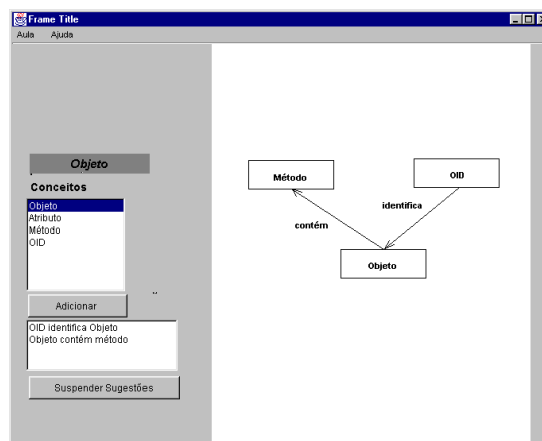 Frame Title
Aula Ajuda
Objeto
Conceitos
Objeto
Atributo
Método
OID
Adicionar
OID identifica Objeto
Objeto contém método
Suspender Sugestões
Método
OID
identifica
contém
Objeto